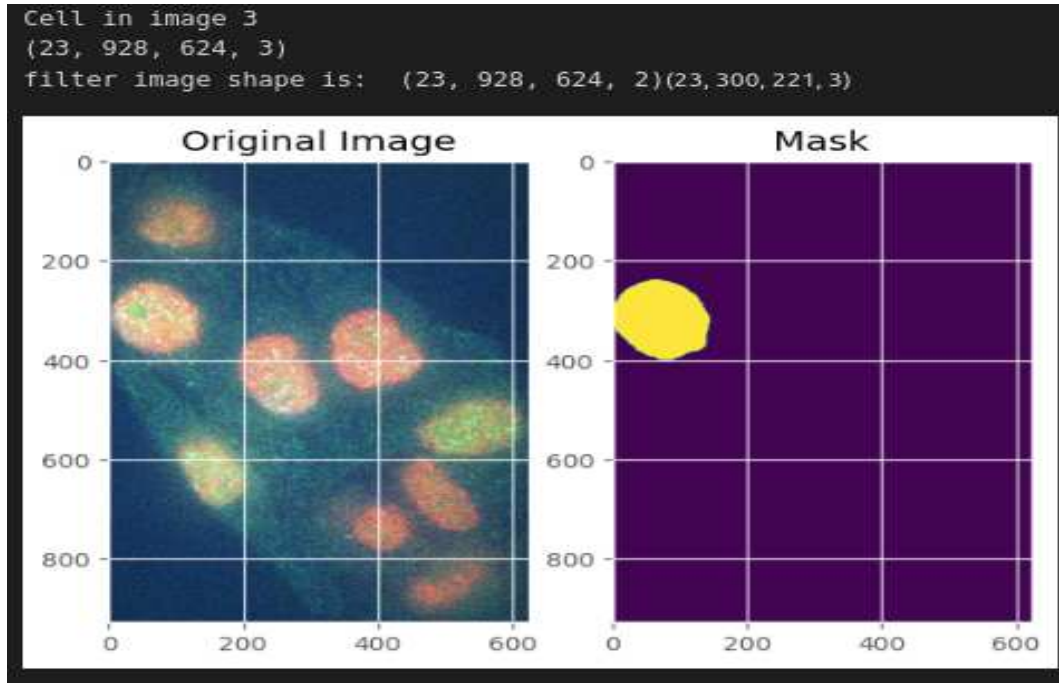 Cell in image 3
(23, 928, 624, 3)
filter image shape is:  (23, 928, 624, 2)(23, 300, 221, 3)
Original Image
0
200
400
600
800
0 200 400 600
Mask
0
200
400
600
800
0 200 400 600